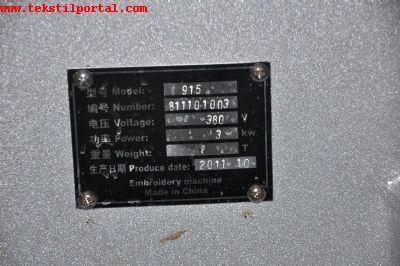 www.tekstilportal.com
型号 Model: 915
编号 Number: 811101003
电压 Voltage: 380 V
功率 Power: 3 kw
重量 Weight: T
生产日期 Produce date: 2011.10
Embroidery machine
Made in China